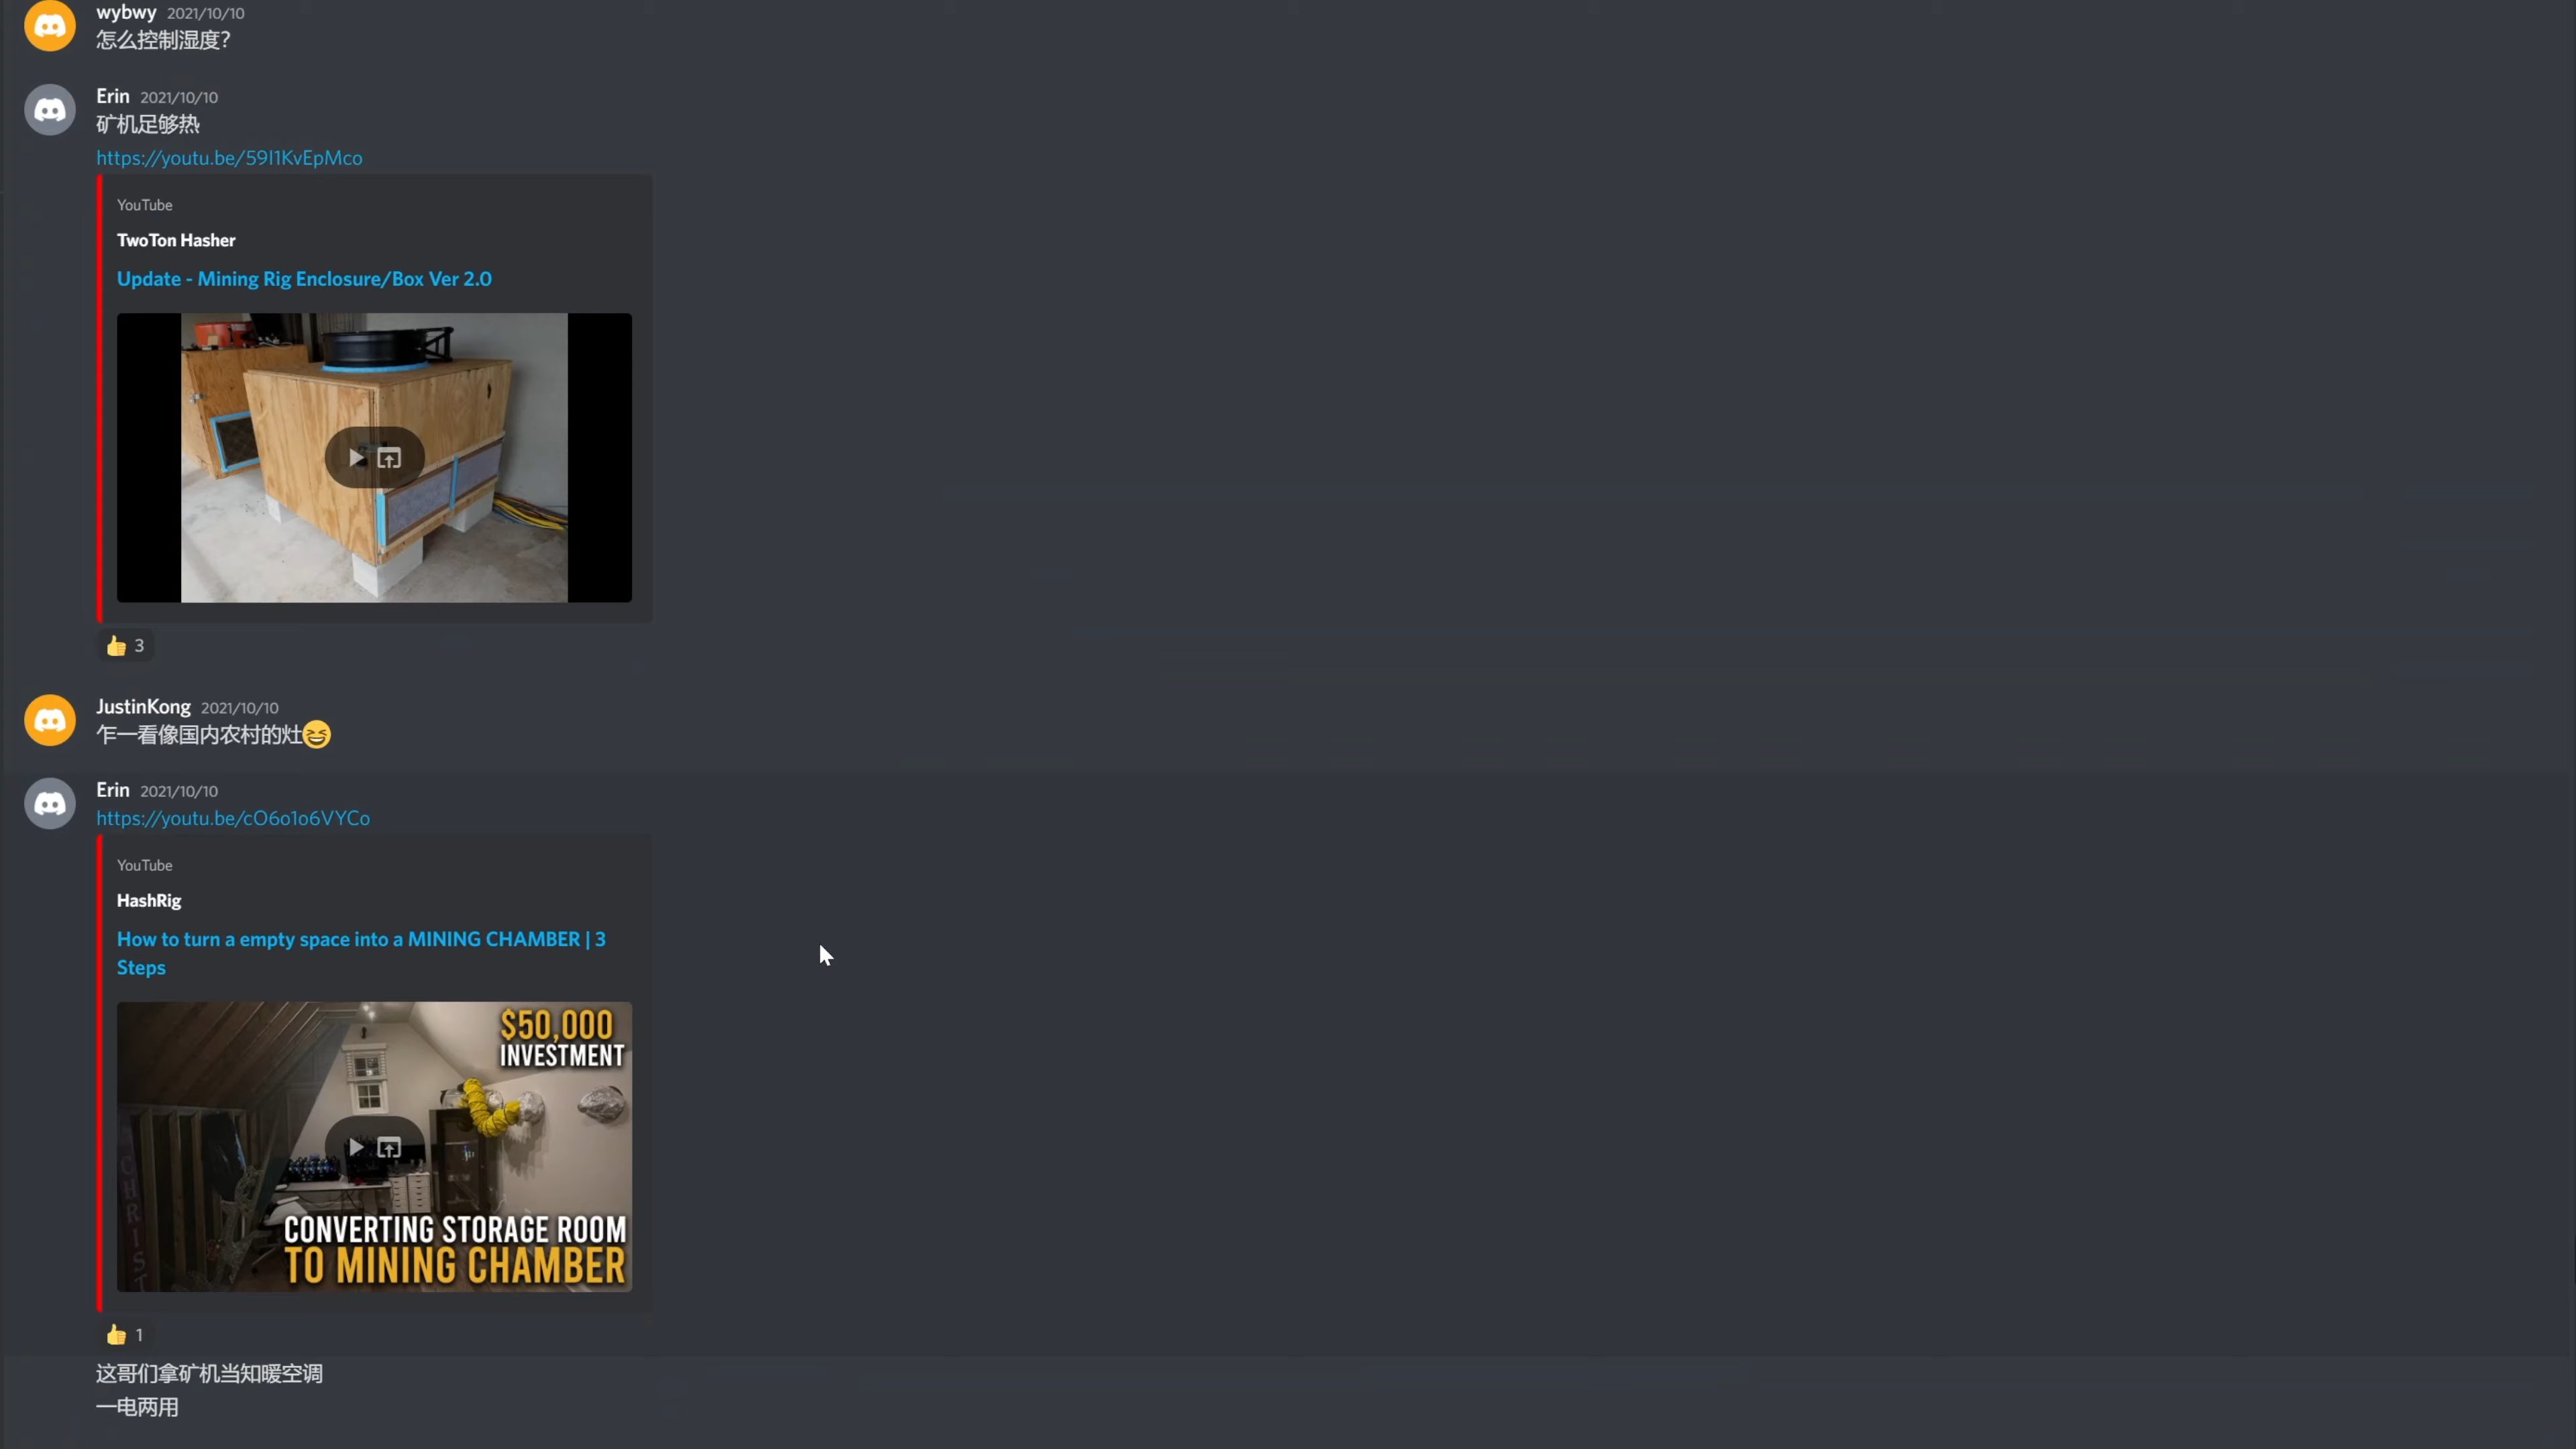 wybwy 2021/10/10
怎么控制湿度?
Erin 2021/10/10
矿机足够热
https://youtu.be/59l1KvEpMco
YouTube
TwoTon Hasher
Update - Mining Rig Enclosure/Box Ver 2.0
3
JustinKong 2021/10/10
乍一看像国内农村的灶😆
Erin 2021/10/10
https://youtu.be/cO6o1o6VYCo
YouTube
HashRig
How to turn a empty space into a MINING CHAMBER | 3
Steps
$50,000
INVESTMENT
CHRIST
CONVERTING STORAGE ROOM
TO MINING CHAMBER
1
这哥们拿矿机当知暖空调
一电两用